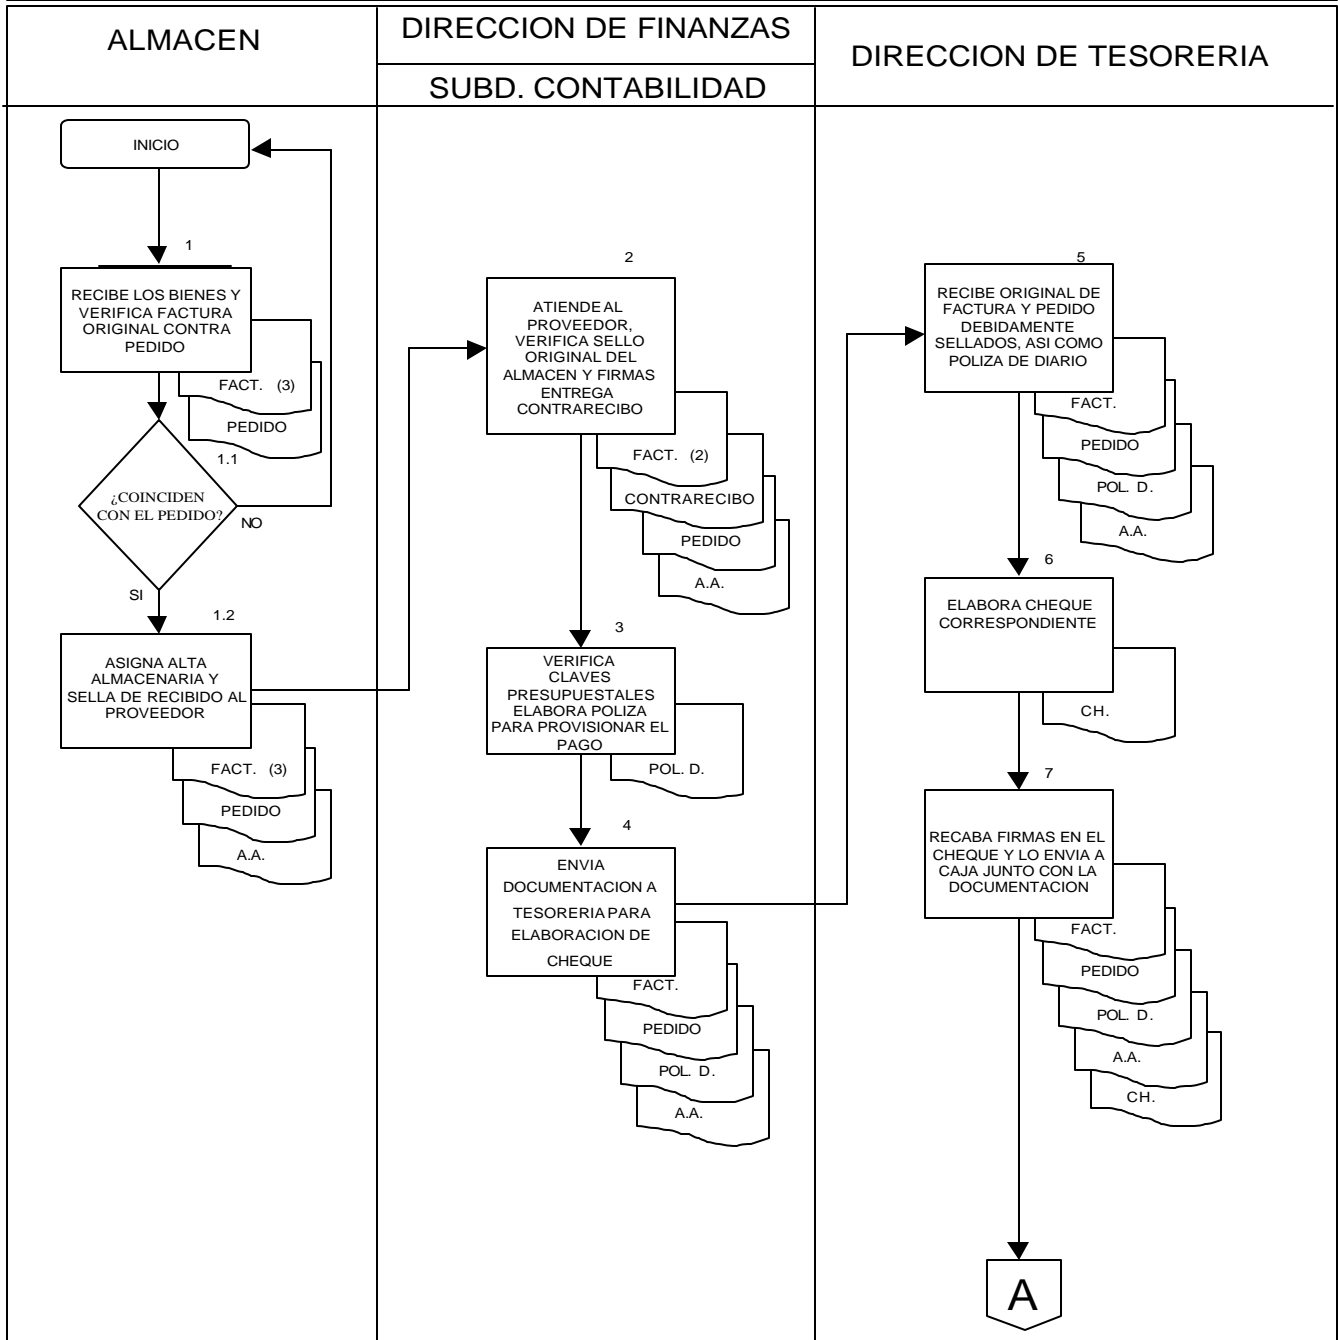 ALMACEN
DIRECCION DE FINANZAS
SUBD. CONTABILIDAD
DIRECCION DE TESORERIA
INICIO
1
RECIBE LOS BIENES Y
VERIFICA FACTURA
ORIGINAL CONTRA
PEDIDO
FACT. (3)
PEDIDO
1.1
¿COINCIDEN
CON EL PEDIDO?
NO
SI
1.2
ASIGNA ALTA
ALMACENARIA Y
SELLA DE RECIBIDO AL
PROVEEDOR
FACT. (3)
PEDIDO
A.A.
2
ATIENDE AL
PROVEEDOR,
VERIFICA SELLO
ORIGINAL DEL
ALMACEN Y FIRMAS
ENTREGA
CONTRARECIBO
FACT. (2)
CONTRARECIBO
PEDIDO
A.A.
3
VERIFICA
CLAVES
PRESUPUESTALES
ELABORA POLIZA
PARA PROVISIONAR EL
PAGO
POL. D.
4
ENVIA
DOCUMENTACION A
TESORERIA PARA
ELABORACION DE
CHEQUE
FACT.
PEDIDO
POL. D.
A.A.
5
RECIBE ORIGINAL DE
FACTURA Y PEDIDO
DEBIDAMENTE
SELLADOS, ASI COMO
POLIZA DE DIARIO
FACT.
PEDIDO
POL. D.
A.A.
6
ELABORA CHEQUE
CORRESPONDIENTE
CH.
7
RECABA FIRMAS EN EL
CHEQUE Y LO ENVIA A
CAJA JUNTO CON LA
DOCUMENTACION
FACT.
PEDIDO
POL. D.
A.A.
CH.
A